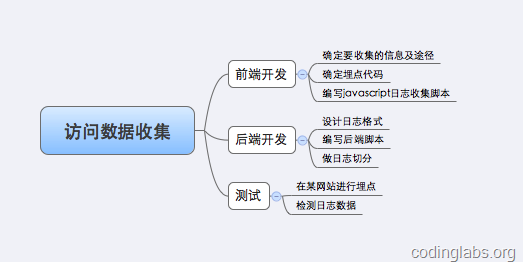 访问数据收集
前端开发
确定要收集的信息及途径
确定埋点代码
编写javascript日志收集脚本
后端开发
设计日志格式
编写后端脚本
做日志切分
测试
在某网站进行埋点
检测日志数据
codinglabs.org